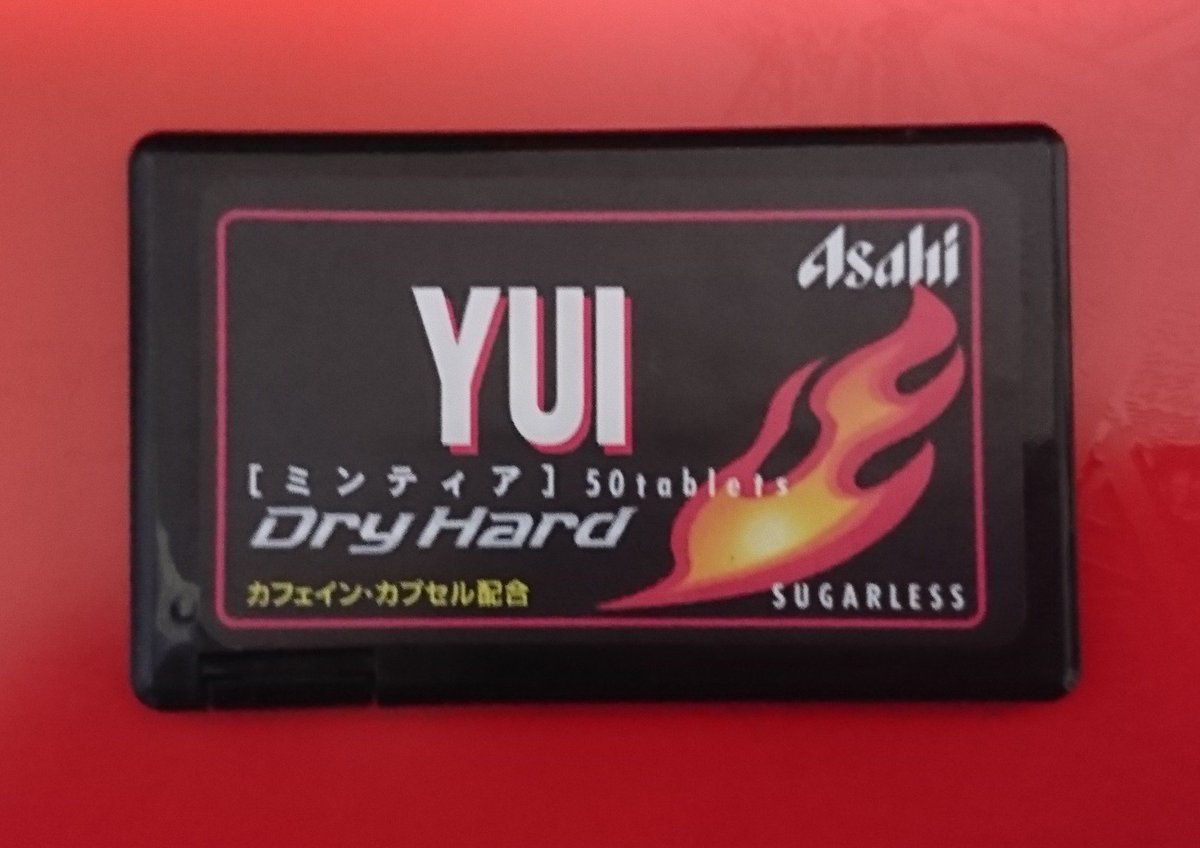 Asahi
YUI
[ミンティア] 50tablets
Dry Hard
カフェイン・カプセル配合
SUGARLESS